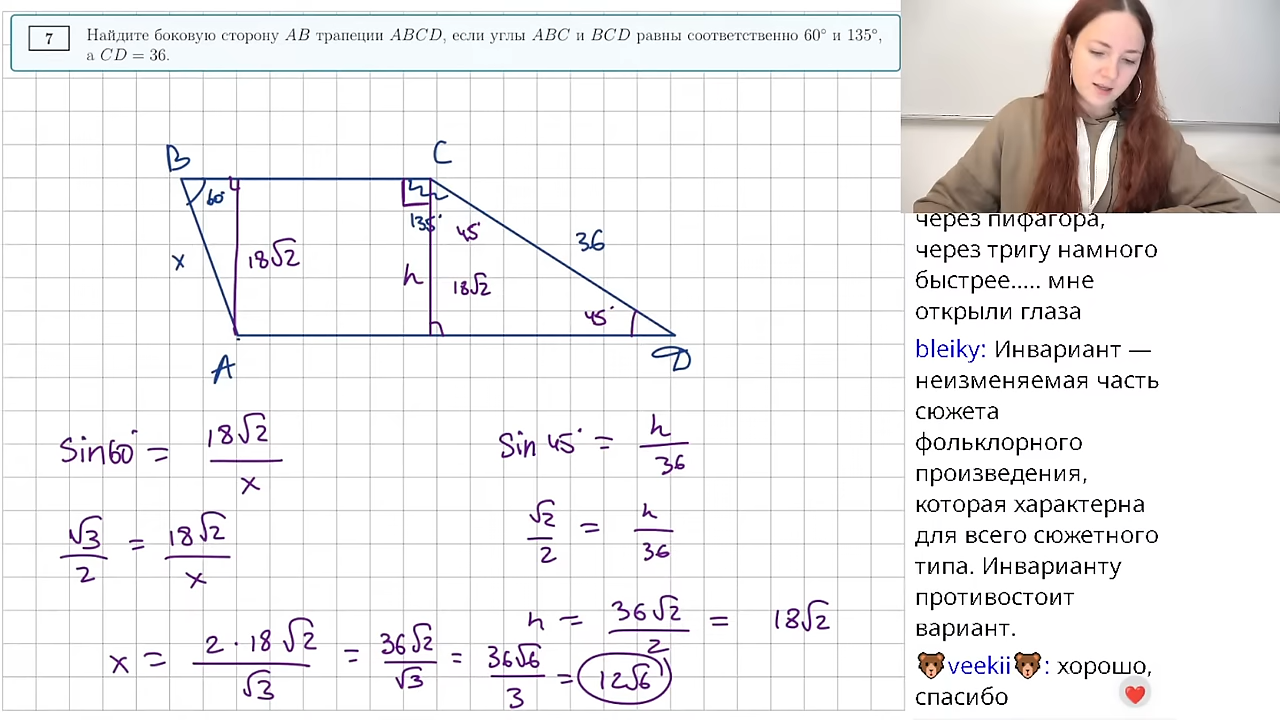 7 Найдите боковую сторону AB трапеции ABCD, если углы ABC и BCD равны соответственно 60° и 135°,
а CD = 36.
B
C
60°
135°
45°
36
x
18√2
h
18√2
45°
A
D
sin60° = 18√2/x
sin 45° = h/36
√3/2 = 18√2/x
√2/2 = h/36
h = 36√2/2 = 18√2
x = 2·18√2/√3 = 36√2/√3 = 36√6/3 = 12√6
через пифагора,
через тригу намного
быстрее..... мне
открыли глаза
bleiky: Инвариант —
неизменяемая часть
сюжета
фольклорного
произведения,
которая характерна
для всего сюжетного
типа. Инварианту
противостоит
вариант.
🐻veekii🐻: хорошо,
спасибо